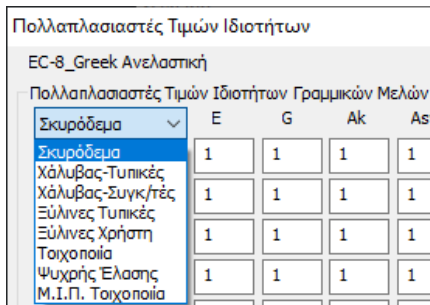 Πολλαπλασιαστές Τιμών Ιδιοτήτων
EC-8_Greek Ανελαστική
Πολλαπλασιαστές Τιμών Ιδιοτήτων Γραμμικών Μελών
Σκυρόδεμα E G Ak As
Σκυρόδεμα 1 1 1 1
Χάλυβας-Τυπικές
Χάλυβας-Συγκ/τές 1 1 1 1
Ξύλινες Τυπικές
Ξύλινες Χρήστη 1 1 1 1
Τοιχοποιία
Ψυχρής Έλασης 1 1 1 1
Μ.Ι.Π. Τοιχοποιία